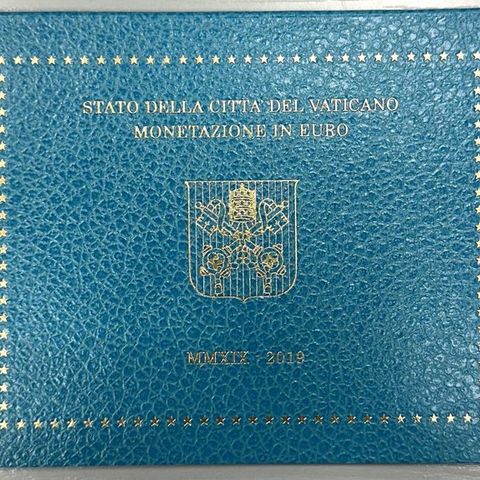 STATO DELLA CITTA' DEL VATICANO
MONETAZIONE IN EURO
MMXIX - 2019